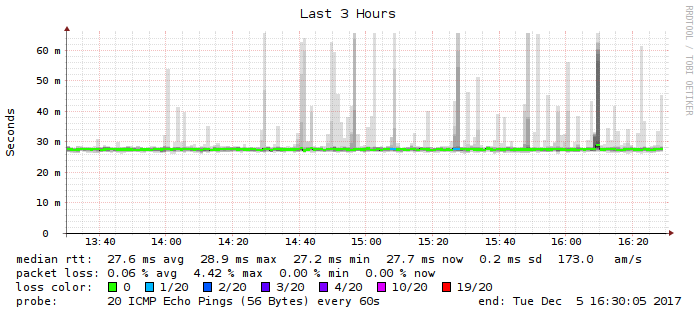 Last 3 Hours
RRDTOOL / TOBI OETIKER
Seconds
60 m
50 m
40 m
30 m
20 m
10 m
0
13:40 14:00 14:20 14:40 15:00 15:20 15:40 16:00 16:20
median rtt: 27.6 ms avg 28.9 ms max 27.2 ms min 27.7 ms now 0.2 ms sd 173.0 am/s
packet loss: 0.06 % avg 4.42 % max 0.00 % min 0.00 % now
loss color: 0 1/20 2/20 3/20 4/20 10/20 19/20
probe: 20 ICMP Echo Pings (56 Bytes) every 60s end: Tue Dec 5 16:30:05 2017